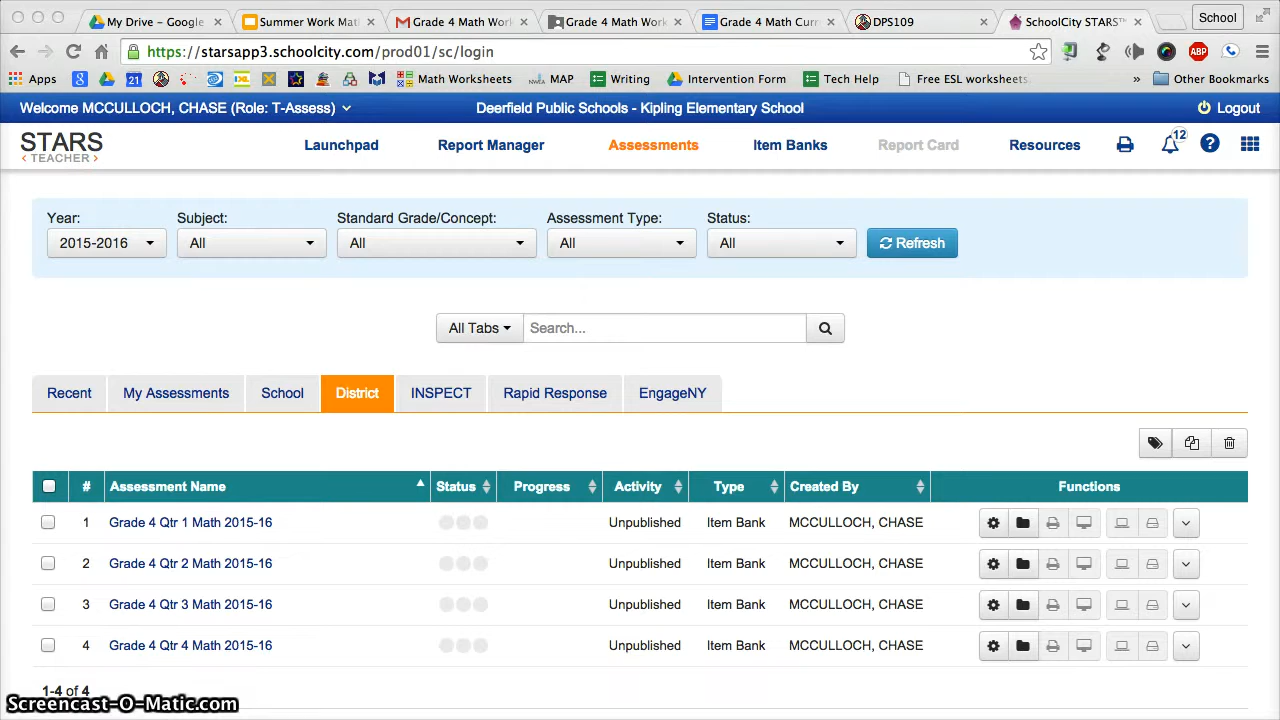 My Drive – Google
Summer Work Mat
Grade 4 Math Wor
Grade 4 Math Wor
Grade 4 Math Curr
DPS109
SchoolCity STARS™
School
https://starsapp3.schoolcity.com/prod01/sc/login
ABP
Apps
g
21
IXL
Math Worksheets
NWEA MAP
Writing
Intervention Form
Tech Help
Free ESL worksheets
»
Other Bookmarks
Welcome MCCULLOCH, CHASE (Role: T-Assess)
Deerfield Public Schools - Kipling Elementary School
Logout
STARS
< TEACHER >
Launchpad
Report Manager
Assessments
Item Banks
Report Card
Resources
12
?
Year:
Subject:
Standard Grade/Concept:
Assessment Type:
Status:
2015-2016
All
All
All
All
Refresh
All Tabs
Search...
Recent
My Assessments
School
District
INSPECT
Rapid Response
EngageNY
# Assessment Name Status Progress Activity Type Created By Functions
1 Grade 4 Qtr 1 Math 2015-16 Unpublished Item Bank MCCULLOCH, CHASE
2 Grade 4 Qtr 2 Math 2015-16 Unpublished Item Bank MCCULLOCH, CHASE
3 Grade 4 Qtr 3 Math 2015-16 Unpublished Item Bank MCCULLOCH, CHASE
4 Grade 4 Qtr 4 Math 2015-16 Unpublished Item Bank MCCULLOCH, CHASE
1-4 of 4
Screencast-O-Matic.com